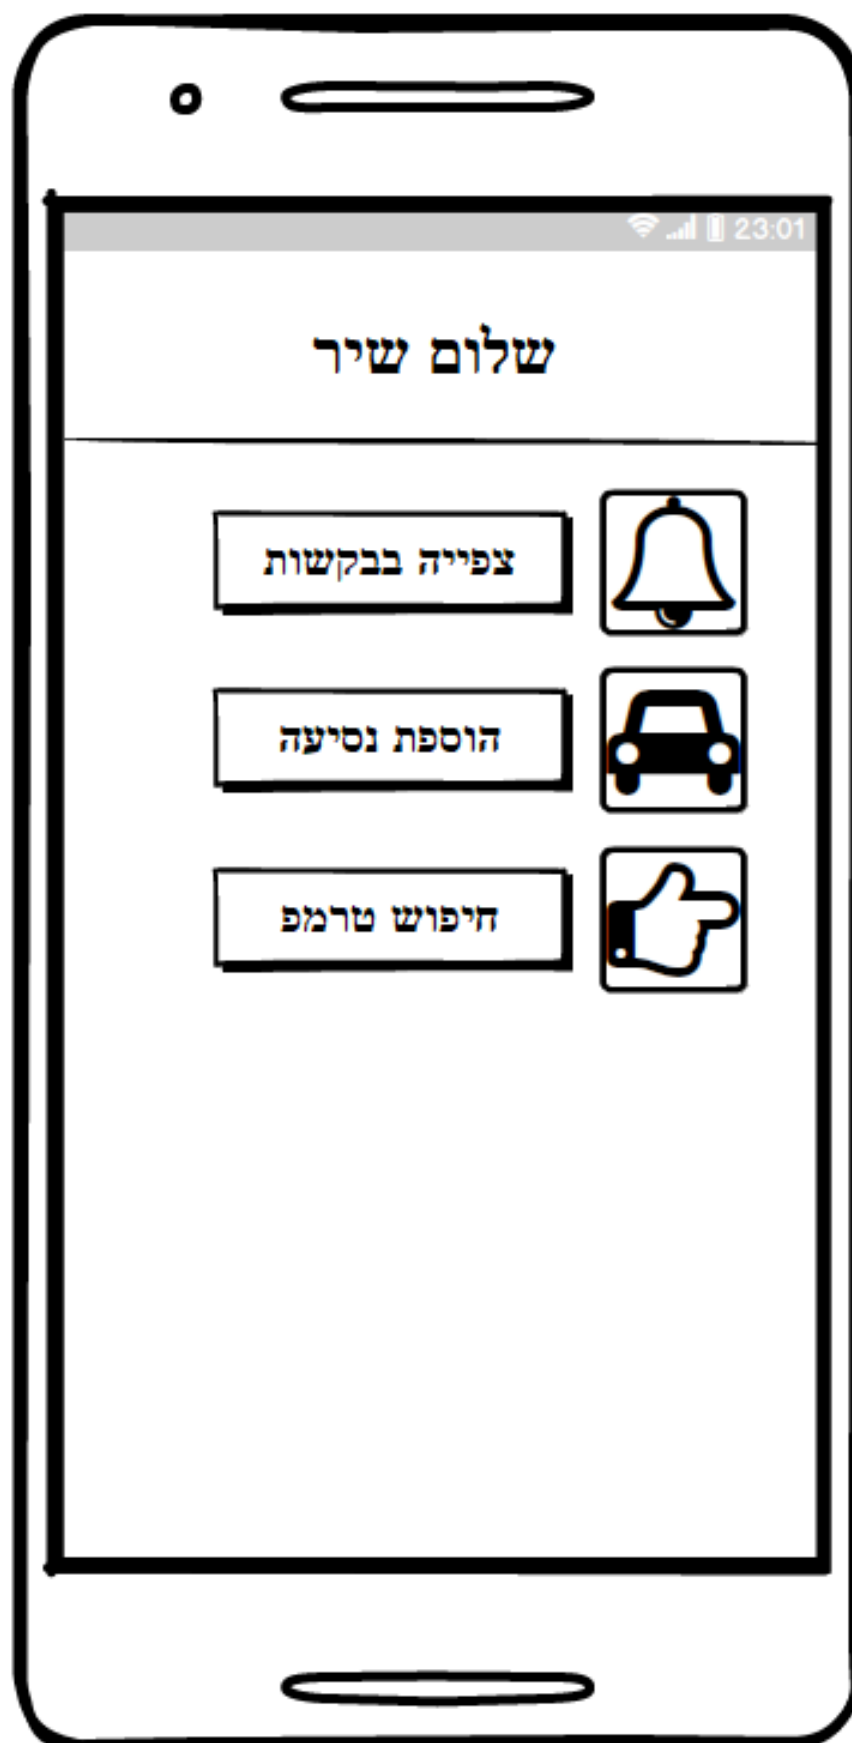 23:01
שלום שיר
צפייה בבקשות
הוספת נסיעה
חיפוש טרמפ